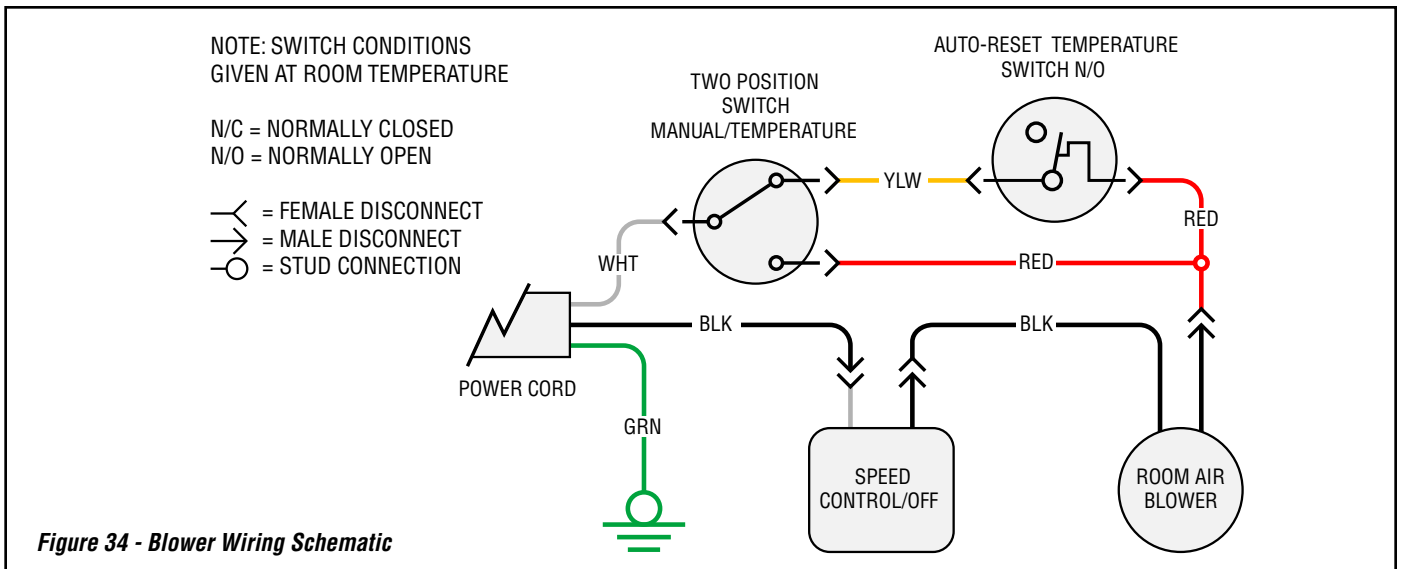 NOTE: SWITCH CONDITIONS
GIVEN AT ROOM TEMPERATURE
N/C = NORMALLY CLOSED
N/O = NORMALLY OPEN
= FEMALE DISCONNECT
= MALE DISCONNECT
= STUD CONNECTION
TWO POSITION
SWITCH
MANUAL/TEMPERATURE
AUTO-RESET TEMPERATURE
SWITCH N/O
YLW
RED
WHT
RED
BLK
BLK
POWER CORD
GRN
SPEED
CONTROL/OFF
ROOM AIR
BLOWER
Figure 34 - Blower Wiring Schematic